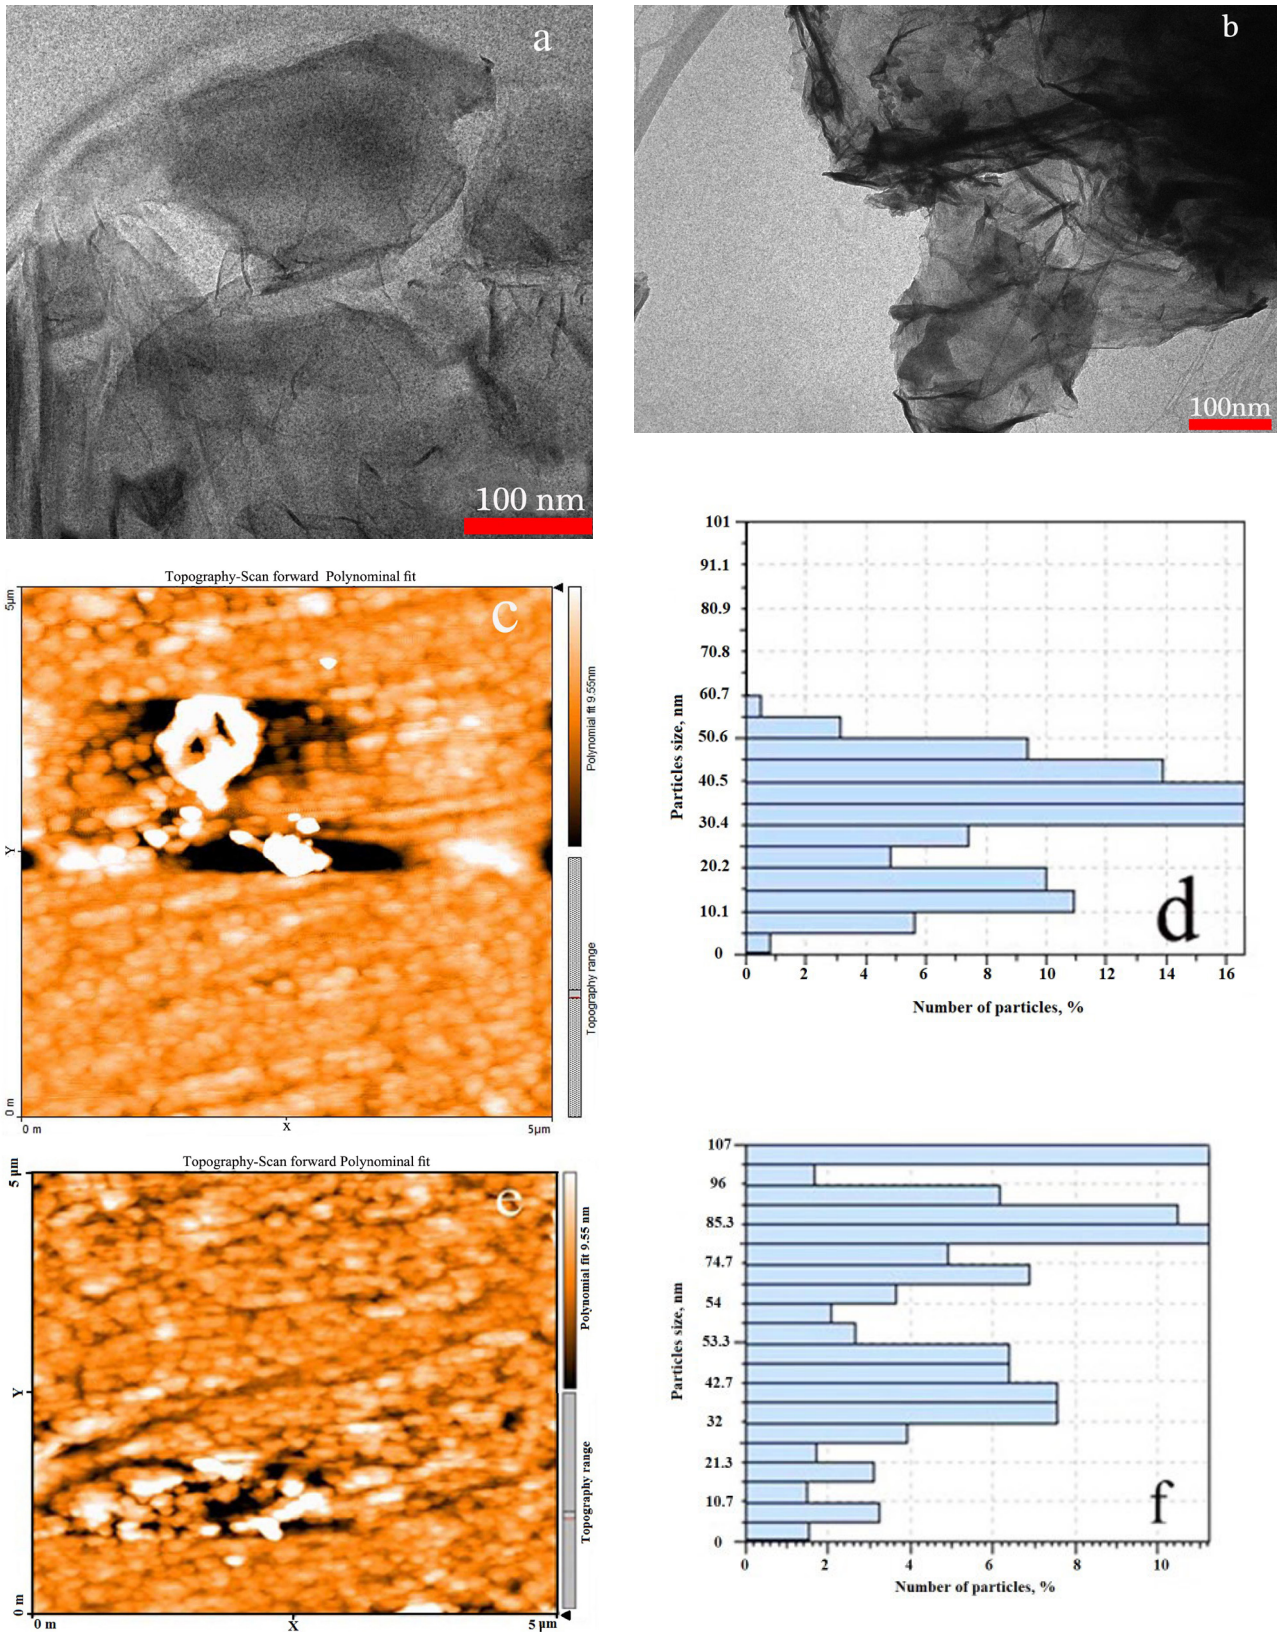 a
100 nm
b
100nm
Topography-Scan forward Polynominal fit
c
5µm
Y
0 m
0 m
X
5µm
Polynomial fit 9.55nm
Topography range
101
91.1
80.9
70.8
60.7
50.6
40.5
30.4
20.2
10.1
0
Particles size, nm
d
0 2 4 6 8 10 12 14 16
Number of particles, %
Topography-Scan forward Polynominal fit
e
5 µm
Y
0 m
0 m
X
5 µm
Polynomial fit 9.55 nm
Topography range
107
96
85.3
74.7
54
53.3
42.7
32
21.3
10.7
0
Particles size, nm
f
0 2 4 6 8 10
Number of particles, %